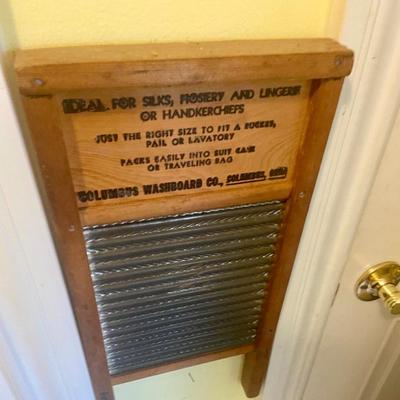 IDEAL FOR SILKS, HOSIERY AND LINGERIE
OR HANDKERCHIEFS
JUST THE RIGHT SIZE TO FIT A BUCKET,
PAIL OR LAVATORY
PACKS EASILY INTO SUIT CASE
OR TRAVELING BAG
COLUMBUS WASHBOARD CO., COLUMBUS, OHIO